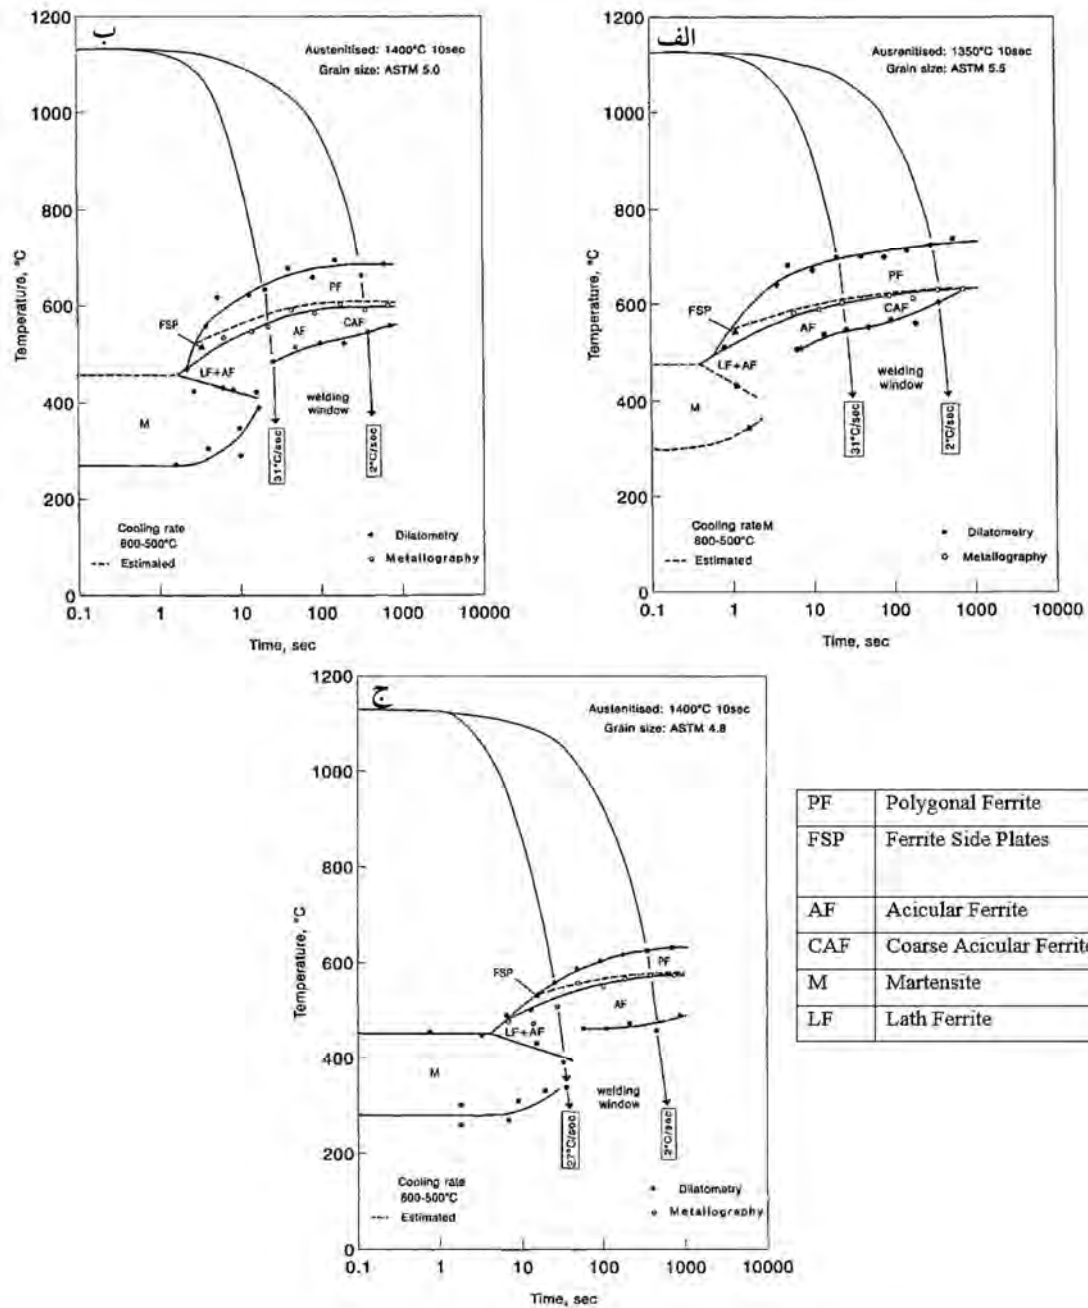 ب
Austenitised: 1400°C 10sec
Grain size: ASTM 5.0
1200
1000
800
600
400
200
0
Temperature, °C
PF
FSP
AF
CAF
LF+AF
M
welding
window
31°C/sec
2°C/sec
Cooling rate
800-500°C
Estimated
Dilatometry
Metallography
0.1 1 10 100 1000 10000
Time, sec
الف
Ausrenitised: 1350°C 10sec
Grain size: ASTM 5.5
1200
1000
800
600
400
200
0
Temperature, °C
PF
FSP
CAF
AF
LF+AF
M
welding
window
31°C/sec
2°C/sec
Cooling rate M
800-500°C
Estimated
Dilatometry
Metallography
0.1 1 10 100 1000 10000
Time, sec
ج
Austenitised: 1400°C 10sec
Grain size: ASTM 4.8
1200
1000
800
600
400
200
0
Temperature, °C
FSP
PF
AF
LF+AF
M
welding
window
27°C/sec
2°C/sec
Cooling rate
800-500°C
Estimated
Dilatometry
Metallography
0.1 1 10 100 1000 10000
Time, sec
PF Polygonal Ferrite
FSP Ferrite Side Plates
AF Acicular Ferrite
CAF Coarse Acicular Ferrite
M Martensite
LF Lath Ferrite